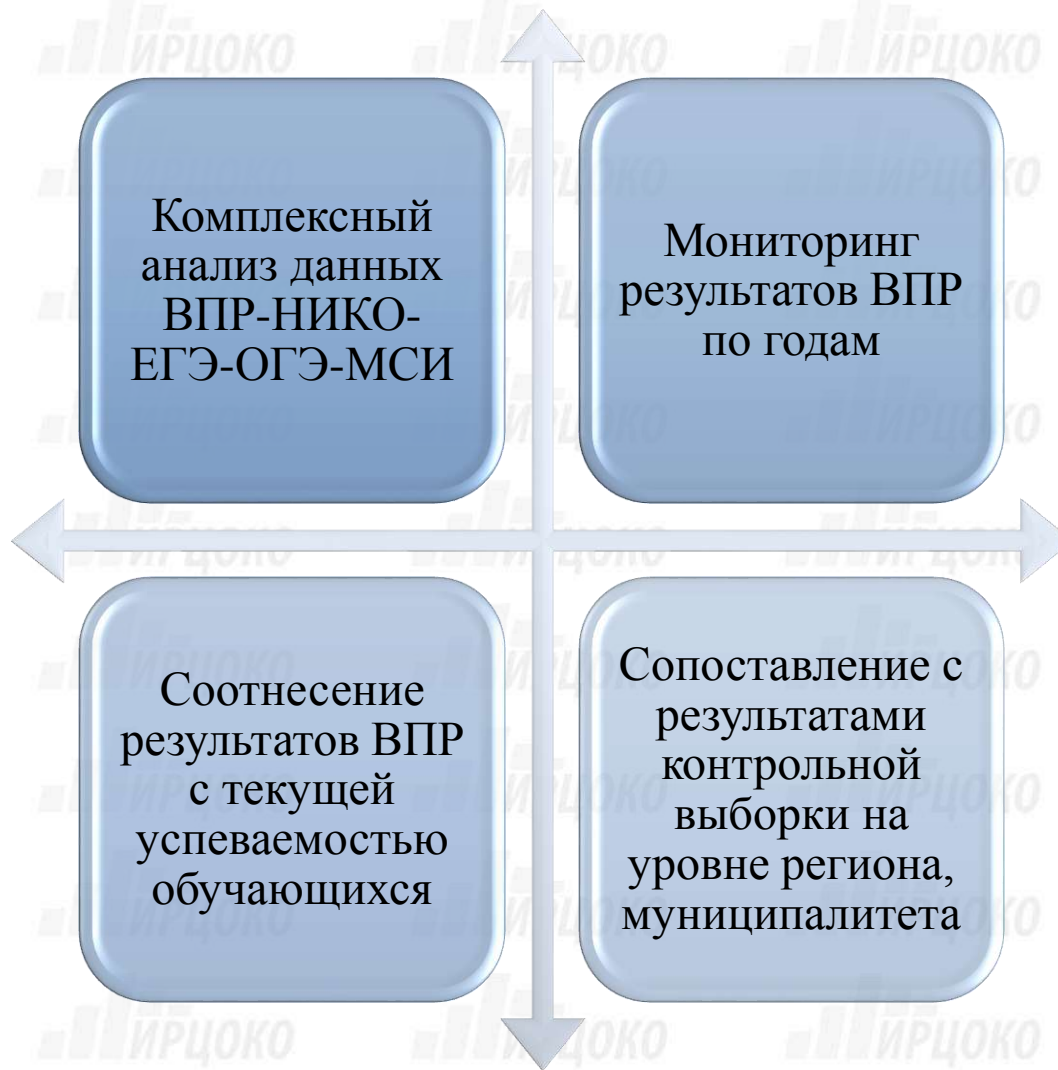 Комплексный
анализ данных
ВПР-НИКО-
ЕГЭ-ОГЭ-МСИ
Мониторинг
результатов ВПР
по годам
Соотнесение
результатов ВПР
с текущей
успеваемостью
обучающихся
Сопоставление с
результатами
контрольной
выборки на
уровне региона,
муниципалитета
ИРЦОКО